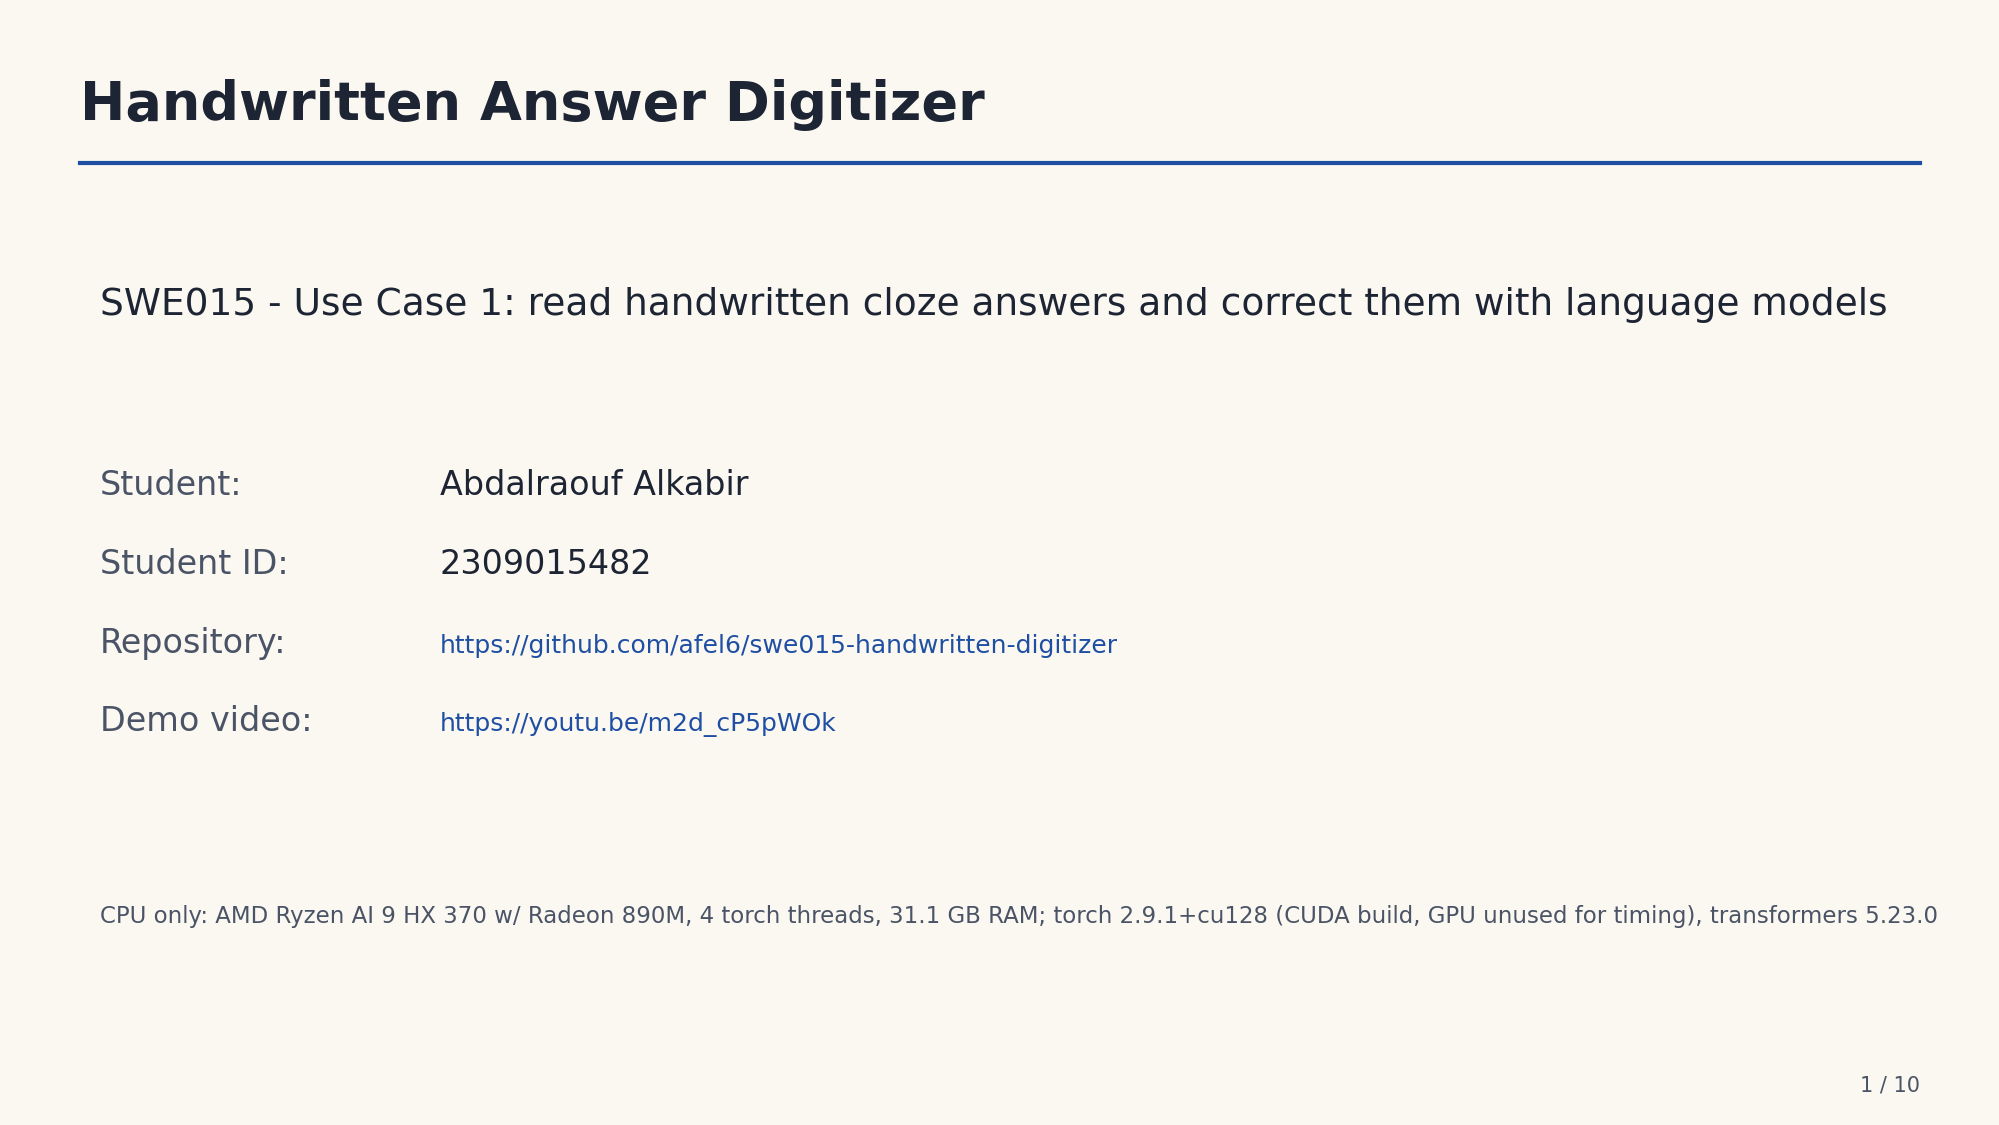 Handwritten Answer Digitizer
SWE015 - Use Case 1: read handwritten cloze answers and correct them with language models
Student: Abdalraouf Alkabir
Student ID: 2309015482
Repository: https://github.com/afel6/swe015-handwritten-digitizer
Demo video: https://youtu.be/m2d_cP5pWOk
CPU only: AMD Ryzen AI 9 HX 370 w/ Radeon 890M, 4 torch threads, 31.1 GB RAM; torch 2.9.1+cu128 (CUDA build, GPU unused for timing), transformers 5.23.0
1 / 10